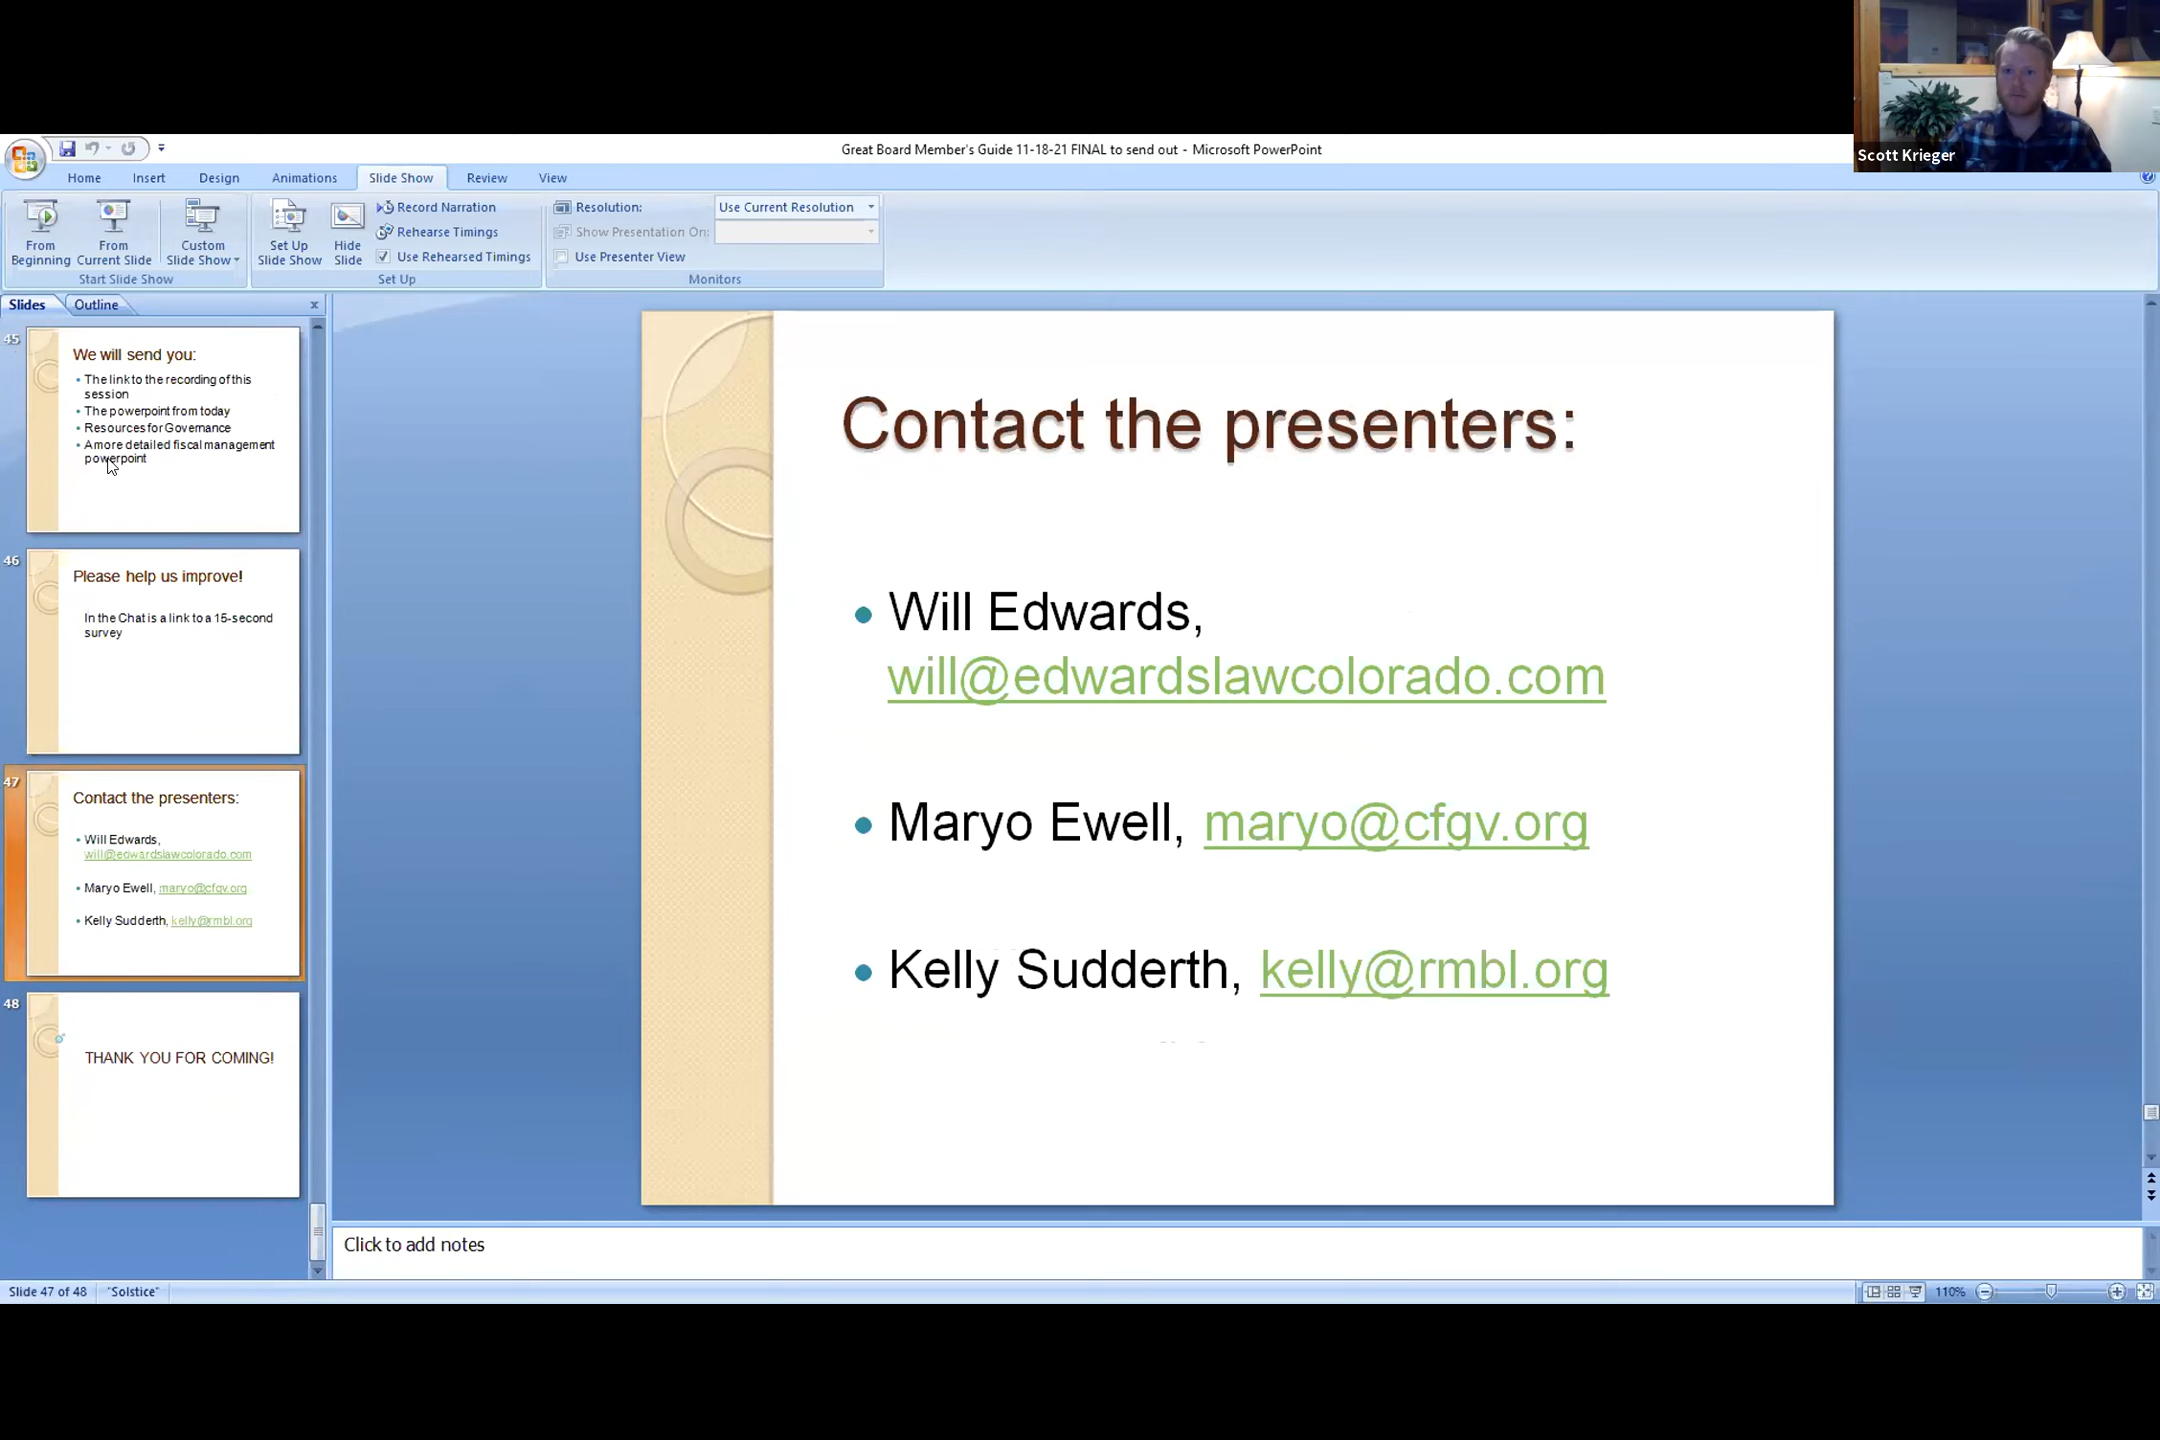 Scott Krieger
Great Board Member's Guide 11-18-21 FINAL to send out - Microsoft PowerPoint
Home Insert Design Animations Slide Show Review View
From Beginning
From Current Slide
Custom Slide Show
Start Slide Show
Set Up Slide Show
Hide Slide
Record Narration
Rehearse Timings
Use Rehearsed Timings
Set Up
Resolution: Use Current Resolution
Show Presentation On:
Use Presenter View
Monitors
Slides Outline
45
We will send you:
• The link to the recording of this
session
• The powerpoint from today
• Resources for Governance
• Amore detailed fiscal management
powerpoint
46
Please help us improve!
In the Chat is a link to a 15-second
survey
47
Contact the presenters:
• Will Edwards,
will@edwardslawcolorado.com
• Maryo Ewell, maryo@cfgv.org
• Kelly Sudderth, kelly@rmbl.org
48
THANK YOU FOR COMING!
Contact the presenters:
• Will Edwards,
will@edwardslawcolorado.com
• Maryo Ewell, maryo@cfgv.org
• Kelly Sudderth, kelly@rmbl.org
Click to add notes
Slide 47 of 48 "Solstice" 110%